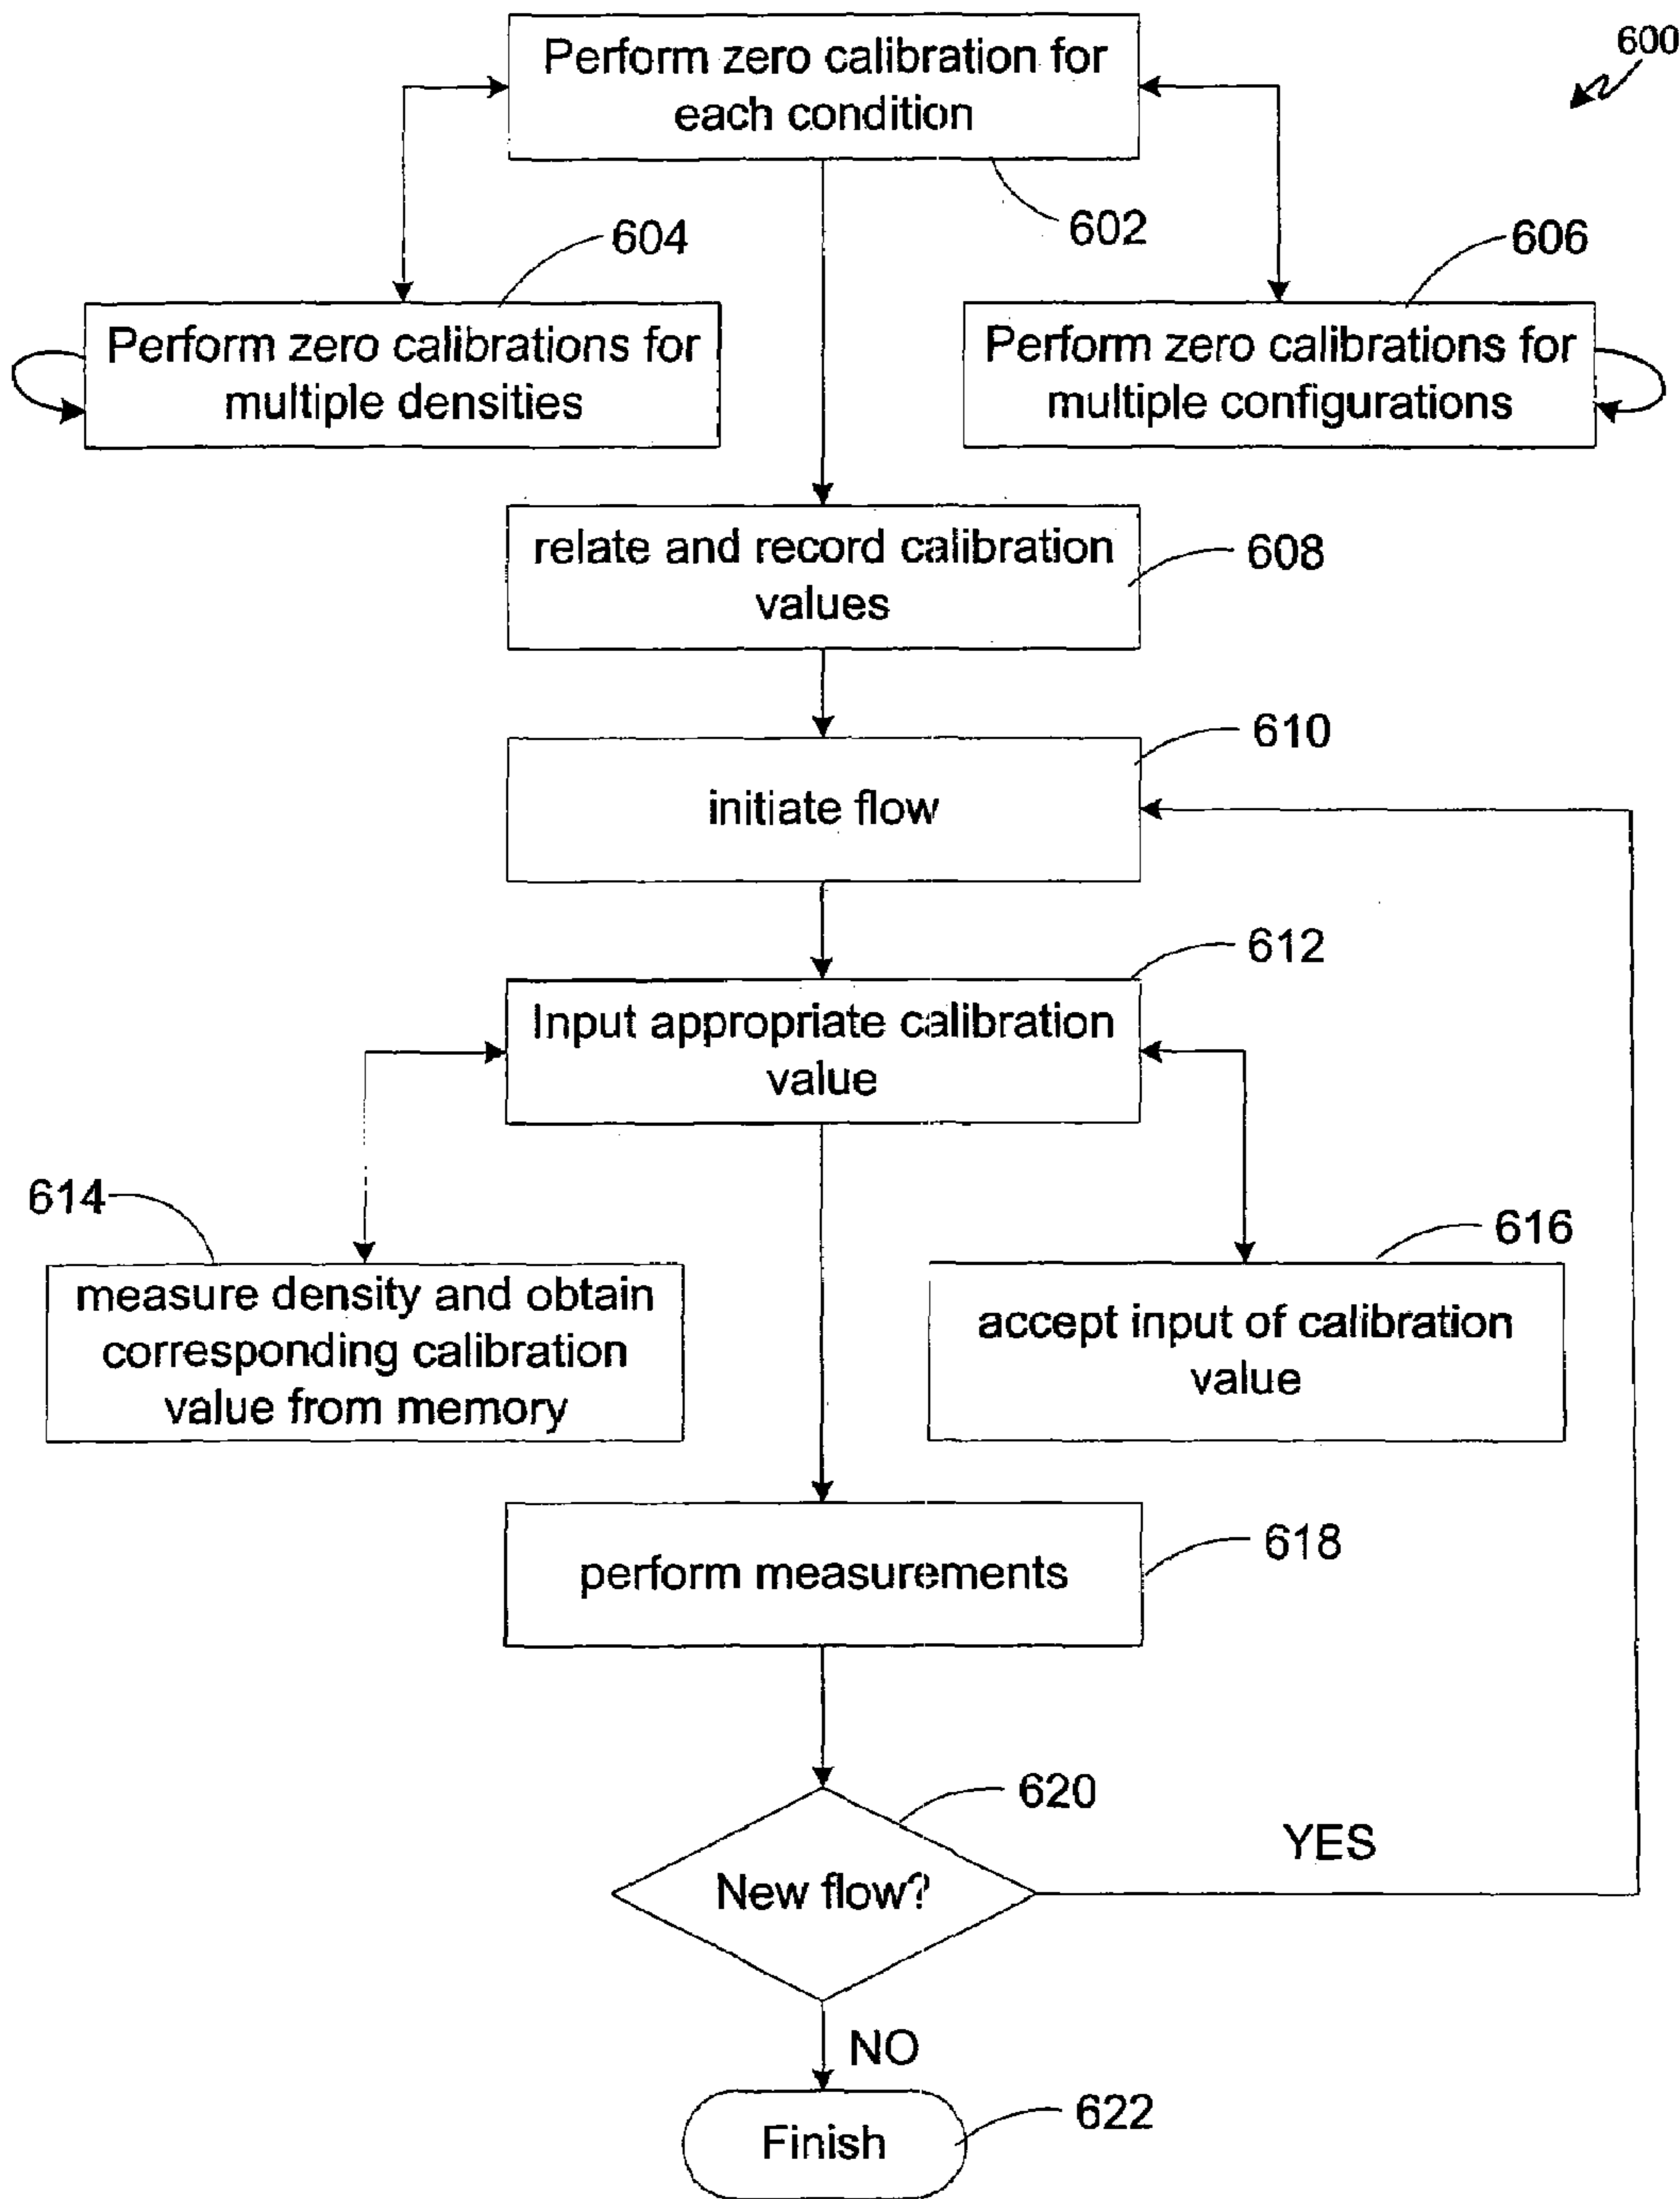 600
Perform zero calibration for
each condition
602
604
606
Perform zero calibrations for
multiple densities
Perform zero calibrations for
multiple configurations
relate and record calibration
values
608
610
initiate flow
612
Input appropriate calibration
value
614
616
measure density and obtain
corresponding calibration
value from memory
accept input of calibration
value
perform measurements
618
620
New flow?
YES
NO
Finish
622